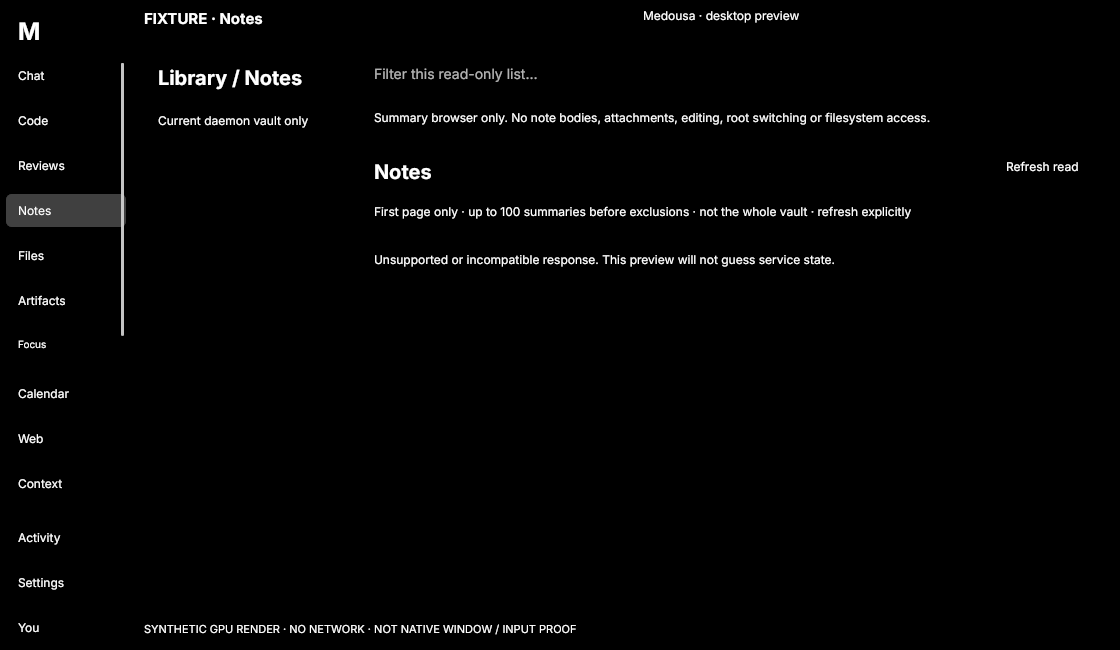 M
Chat
Code
Reviews
Notes
Files
Artifacts
Focus
Calendar
Web
Context
Activity
Settings
You
FIXTURE · Notes
Medousa · desktop preview
Library / Notes
Current daemon vault only
Filter this read-only list...
Summary browser only. No note bodies, attachments, editing, root switching or filesystem access.
Notes
Refresh read
First page only · up to 100 summaries before exclusions · not the whole vault · refresh explicitly
Unsupported or incompatible response. This preview will not guess service state.
SYNTHETIC GPU RENDER · NO NETWORK · NOT NATIVE WINDOW / INPUT PROOF